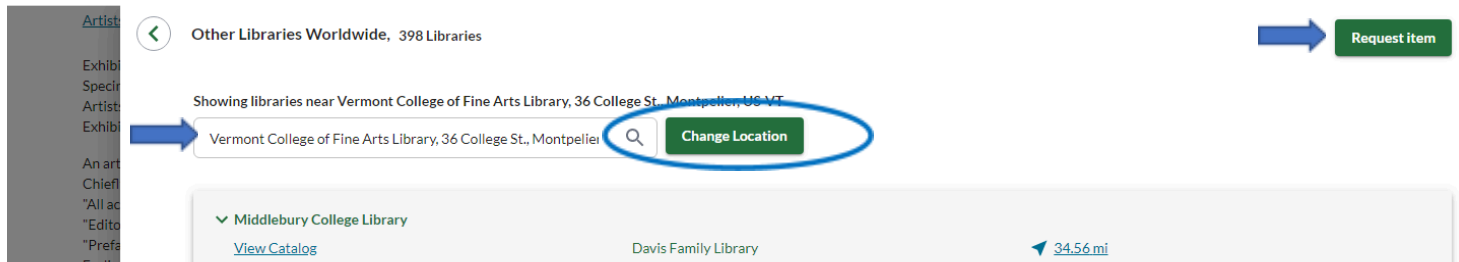 Artists
Other Libraries Worldwide, 398 Libraries
Request item
Exhibi
Specim
Artists
Exhibi
Showing libraries near Vermont College of Fine Arts Library, 36 College St., Montpelier, US-VT
Vermont College of Fine Arts Library, 36 College St., Montpelier
Change Location
An art
Chiefl
"All ac
"Edito
"Prefa
Middlebury College Library
View Catalog
Davis Family Library
34.56 mi